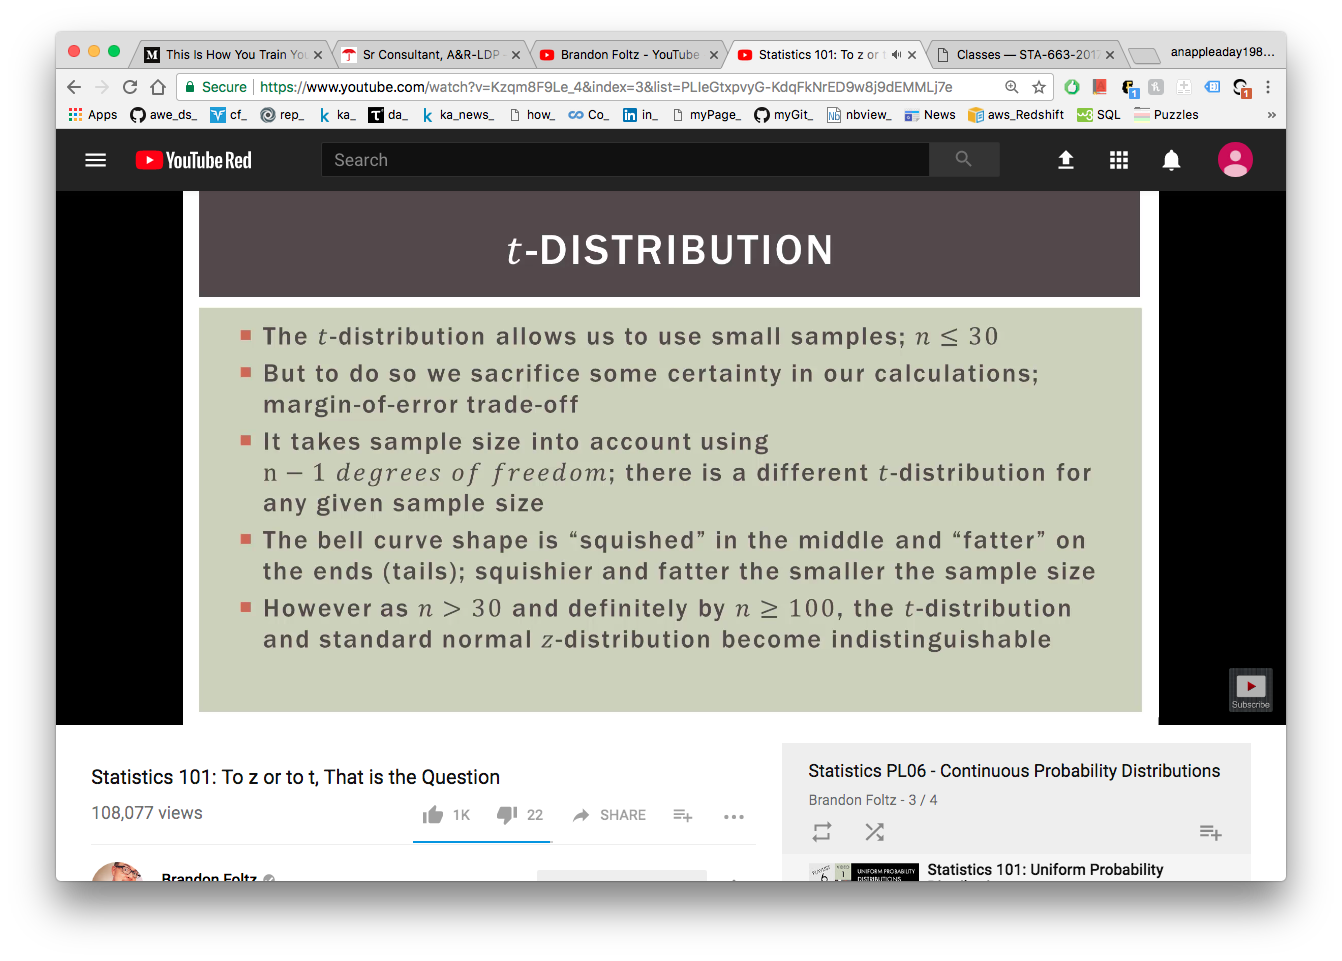 This Is How You Train You
Sr Consultant, A&R-LDP -
Brandon Foltz - YouTube
Statistics 101: To z or t
Classes — STA-663-2017
anappleaday198...
Secure
https://www.youtube.com/watch?v=Kzqm8F9Le_4&index=3&list=PLIeGtxpvyG-KdqFkNrED9w8j9dEMMLj7e
Apps awe_ds_ cf_ rep_ ka_ da_ ka_news_ how_ Co_ in_ myPage_ myGit_ nbview_ News aws_Redshift SQL Puzzles »
YouTube Red
Search
t-DISTRIBUTION
The t-distribution allows us to use small samples; n ≤ 30
But to do so we sacrifice some certainty in our calculations;
margin-of-error trade-off
It takes sample size into account using
n − 1 degrees of freedom; there is a different t-distribution for
any given sample size
The bell curve shape is “squished” in the middle and “fatter” on
the ends (tails); squishier and fatter the smaller the sample size
However as n > 30 and definitely by n ≥ 100, the t-distribution
and standard normal z-distribution become indistinguishable
Subscribe
Statistics 101: To z or to t, That is the Question
108,077 views
1K
22
SHARE
Brandon Foltz
Statistics PL06 - Continuous Probability Distributions
Brandon Foltz - 3 / 4
UNIFORM PROBABILITY
DISTRIBUTIONS
Statistics 101: Uniform Probability